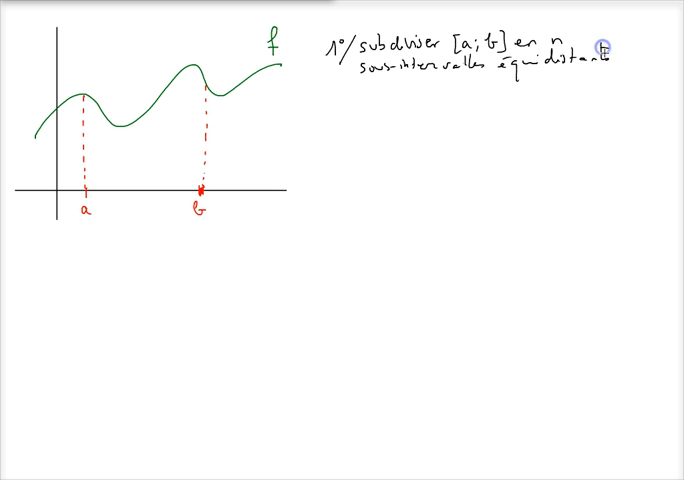 f
1°/ subdiviser [a; b] en n
sous-intervalles équidistants
a
b